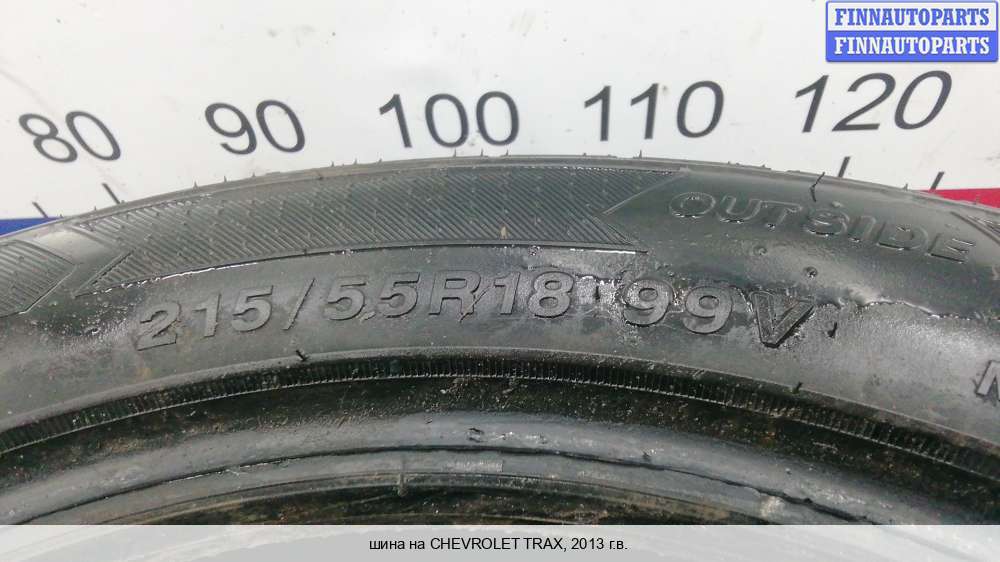 FINNAUTOPARTS
FINNAUTOPARTS
80 90 100 110 120
OUTSIDE
215/55R18 99V
шина на CHEVROLET TRAX, 2013 г.в.